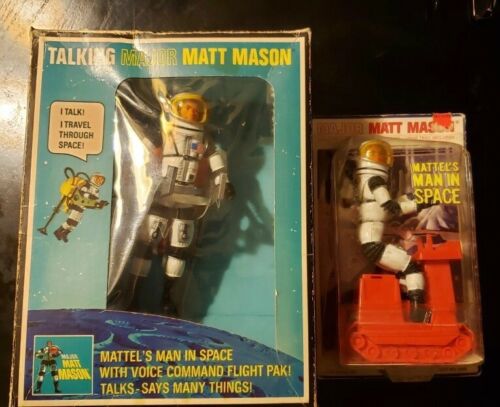 TALKING MAJOR MATT MASON
I TALK!
I TRAVEL
THROUGH
SPACE!
MAJOR
MATT
MASON
MATTEL'S MAN IN SPACE
WITH VOICE COMMAND FLIGHT PAK!
TALKS-SAYS MANY THINGS!
MAJOR MATT MASON
MATTEL'S
MAN IN
SPACE